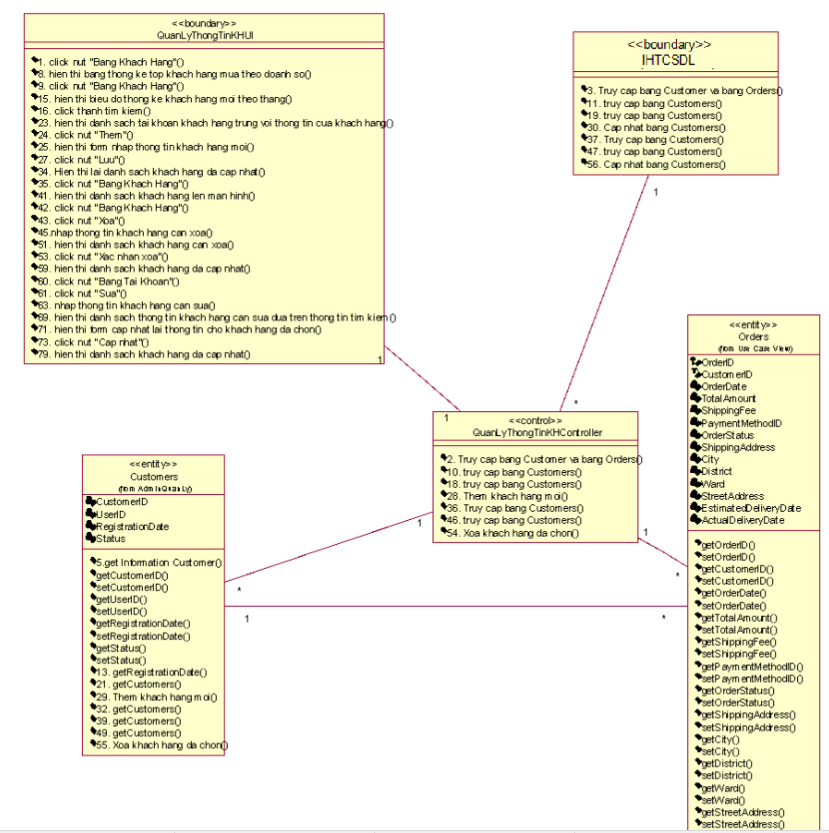 <<boundary>>
QuanLyThongTinKHUI
1. click nut "Bang Khach Hang"()
8. hien thi bang thong ke top khach hang mua theo doanh so()
9. click nut "Bang Khach Hang"()
15. hien thi bieu do thong ke khach hang moi theo thang()
16. click thanh tim kiem()
23. hien thi danh sach tai khoan khach hang trung voi thong tin cua khach hang()
24. click nut "Them"()
25. hien thi form nhap thong tin khach hang moi()
27. click nut "Luu"()
34. Hien thi lai danh sach khach hang da cap nhat()
35. click nut "Bang Khach Hang"()
41. hien thi danh sach khach hang len man hinh()
42. click nut "Bang Khach Hang"()
43. click nut "Xoa"()
45.nhap thong tin khach hang can xoa()
51. hien thi danh sach khach hang can xoa()
53. click nut "Xac nhan xoa"()
59. hien thi danh sach khach hang da cap nhat()
60. click nut "Bang Tai Khoan"()
61. click nut "Sua"()
63. nhap thong tin khach hang can sua()
69. hien thi danh sach thong tin khach hang can sua dua tren thong tin tim kiem()
71. hien thi form cap nhat lai thong tin cho khach hang da chon()
73. click nut "Cap nhat"()
79. hien thi danh sach khach hang da cap nhat()
1
<<boundary>>
IHTCSDL
3. Truy cap bang Customer va bang Orders()
11. truy cap bang Customers()
19. truy cap bang Customers()
30. Cap nhat bang Customers()
37. Truy cap bang Customers()
47. truy cap bang Customers()
56. Cap nhat bang Customers()
1
*
1
<<control>>
QuanLyThongTinKHController
2. Truy cap bang Customer va bang Orders()
10. truy cap bang Customers()
18. truy cap bang Customers()
28. Them khach hang moi()
36. Truy cap bang Customers()
46. truy cap bang Customers()
54. Xoa khach hang da chon()
1
1
*
*
1
*
<<entity>>
Customers
(from AdminQuanLy)
CustomerID
UserID
RegistrationDate
Status
5.get Information Customer()
getCustomerID()
setCustomerID()
getUserID()
setUserID()
getRegistrationDate()
setRegistrationDate()
getStatus()
setStatus()
13. getRegistrationDate()
21. getCustomers()
29. Them khach hang moi()
32. getCustomers()
39. getCustomers()
49. getCustomers()
55. Xoa khach hang da chon()
<<entity>>
Orders
(from Use Case View)
OrderID
CustomerID
OrderDate
TotalAmount
ShippingFee
PaymentMethodID
OrderStatus
ShippingAddress
City
District
Ward
StreetAddress
EstimatedDeliveryDate
ActualDeliveryDate
getOrderID()
setOrderID()
getCustomerID()
setCustomerID()
getOrderDate()
setOrderDate()
getTotalAmount()
setTotalAmount()
getShippingFee()
setShippingFee()
getPaymentMethodID()
setPaymentMethodID()
getOrderStatus()
setOrderStatus()
getShippingAddress()
setShippingAddress()
getCity()
setCity()
getDistrict()
setDistrict()
getWard()
setWard()
getStreetAddress()
setStreetAddress()